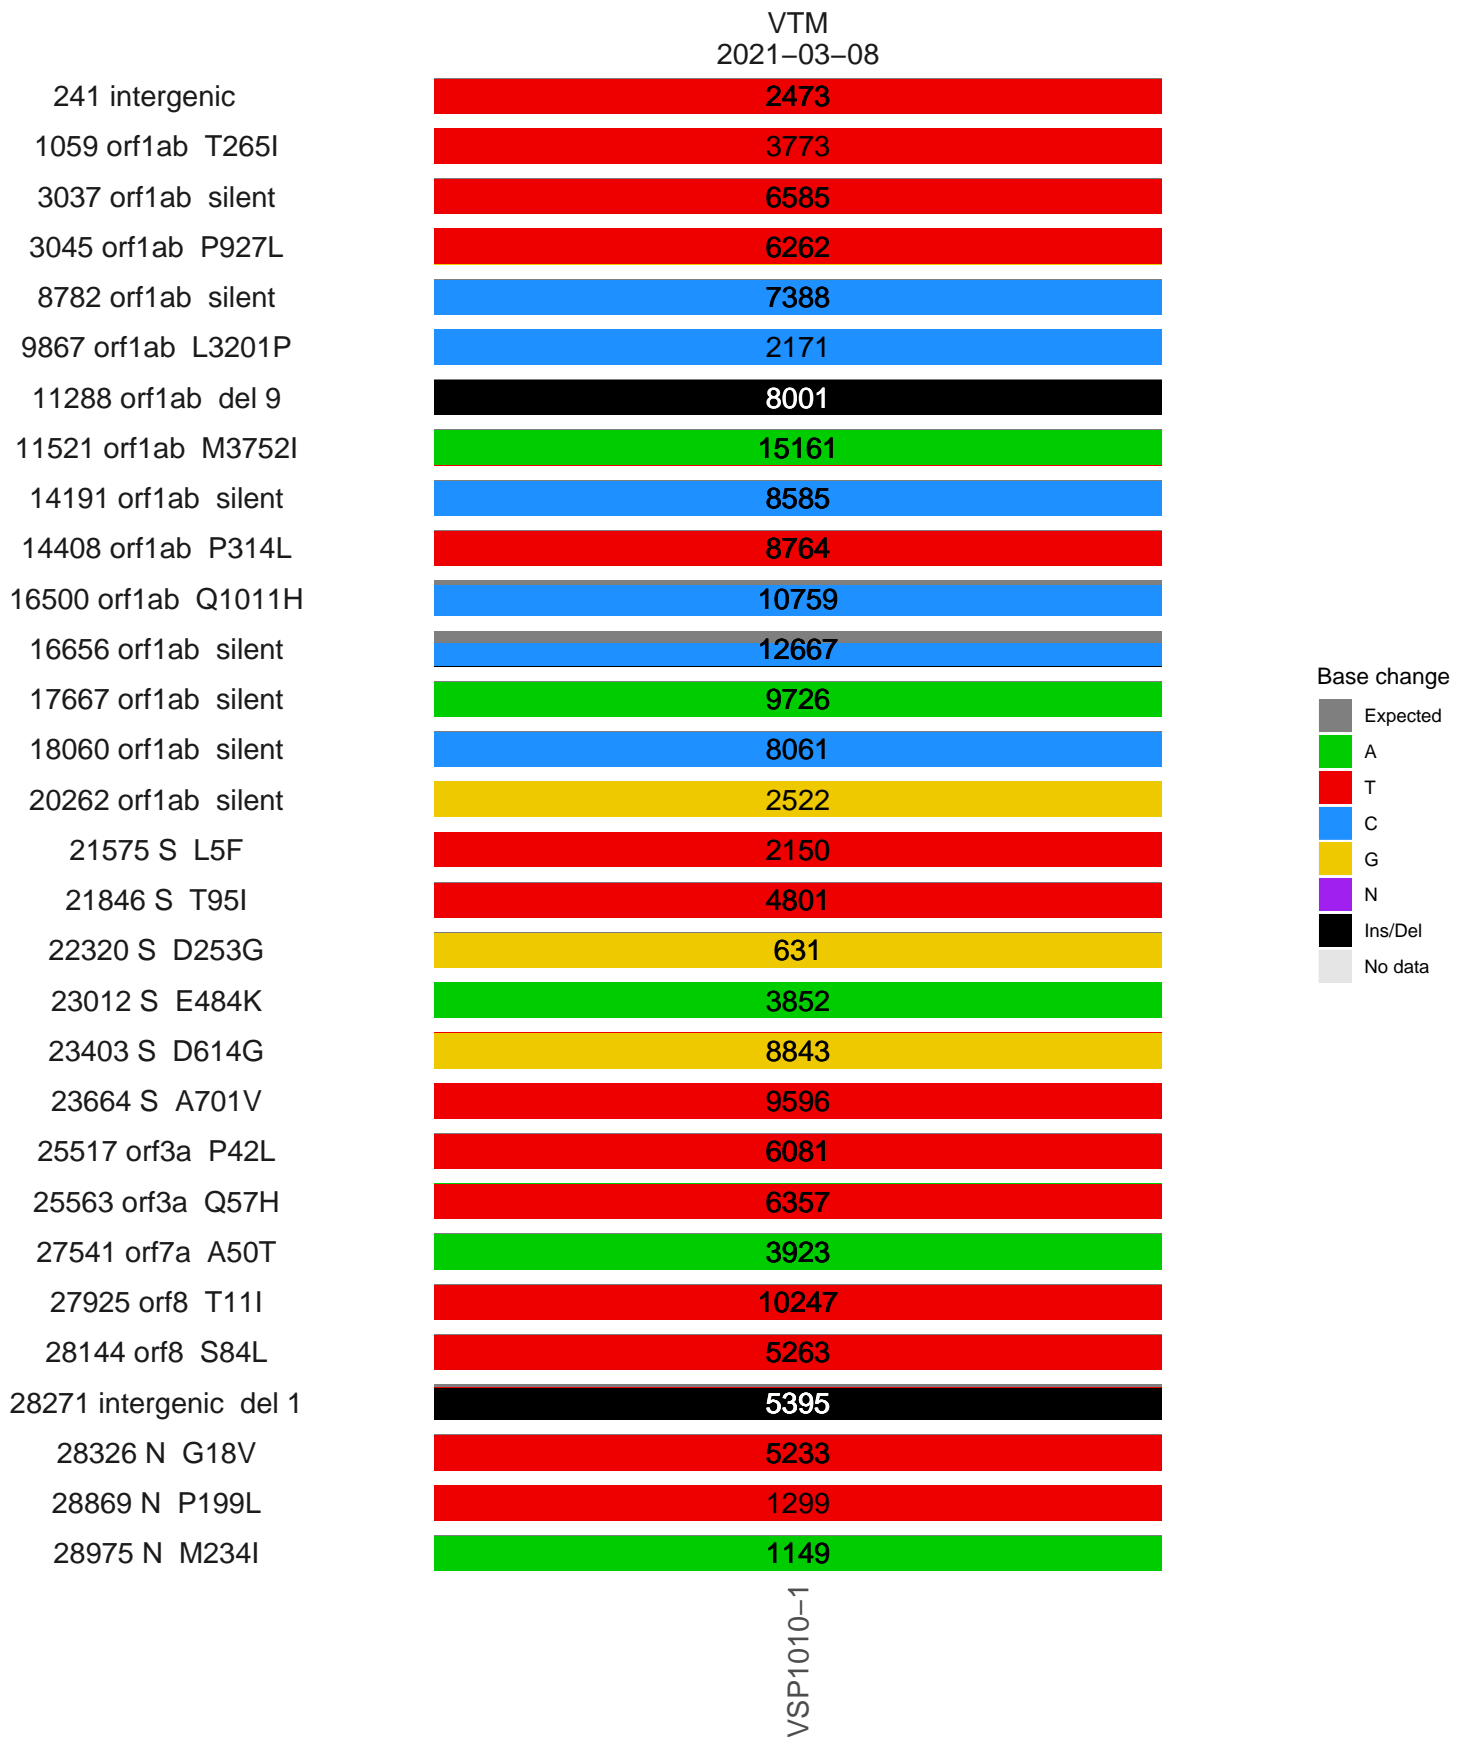 VTM
2021−03−08
241 intergenic 2473
1059 orf1ab T265I 3773
3037 orf1ab silent 6585
3045 orf1ab P927L 6262
8782 orf1ab silent 7388
9867 orf1ab L3201P 2171
11288 orf1ab del 9 8001
11521 orf1ab M3752I 15161
14191 orf1ab silent 8585
14408 orf1ab P314L 8764
16500 orf1ab Q1011H 10759
16656 orf1ab silent 12667
17667 orf1ab silent 9726
18060 orf1ab silent 8061
20262 orf1ab silent 2522
21575 S L5F 2150
21846 S T95I 4801
22320 S D253G 631
23012 S E484K 3852
23403 S D614G 8843
23664 S A701V 9596
25517 orf3a P42L 6081
25563 orf3a Q57H 6357
27541 orf7a A50T 3923
27925 orf8 T11I 10247
28144 orf8 S84L 5263
28271 intergenic del 1 5395
28326 N G18V 5233
28869 N P199L 1299
28975 N M234I 1149
VSP1010−1
Base change
Expected
A
T
C
G
N
Ins/Del
No data